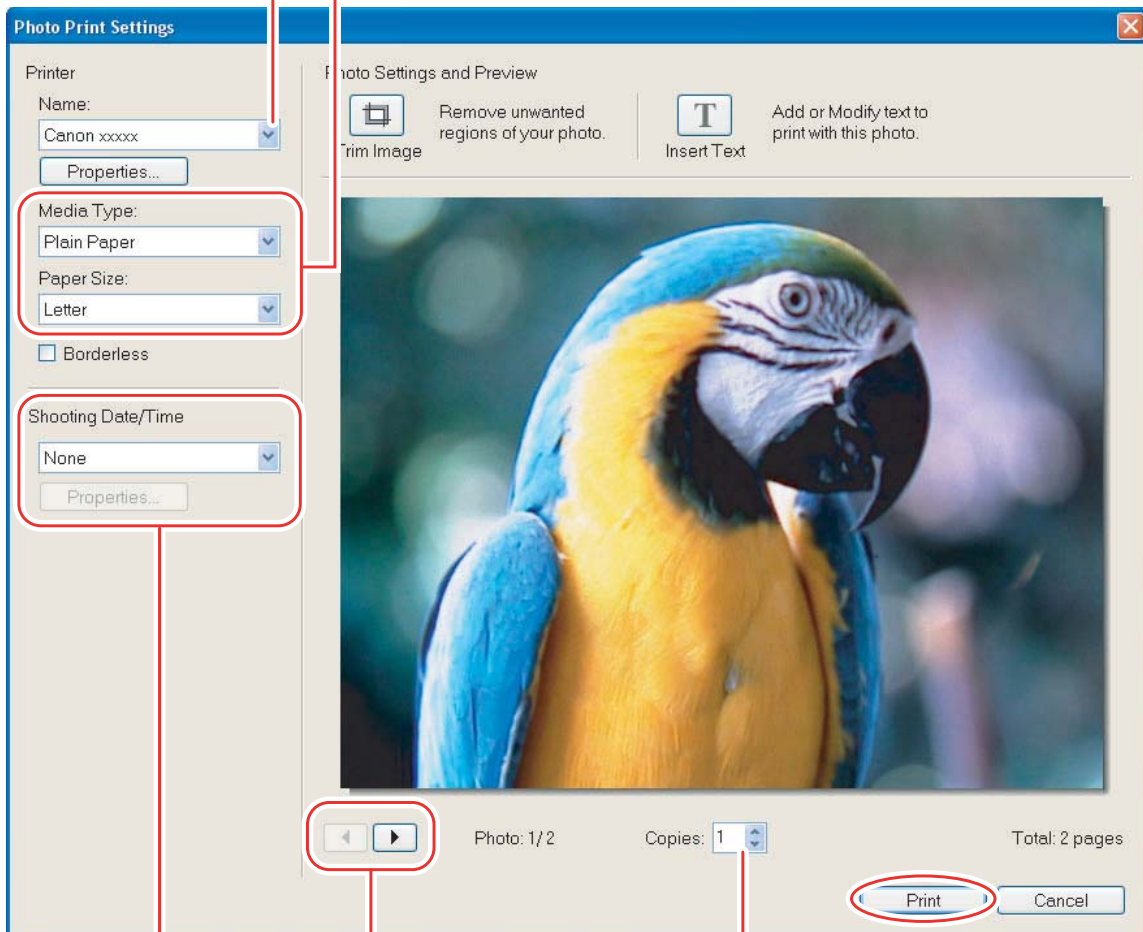 Photo Print Settings
Printer
Name:
Canon xxxxx
Properties...
Media Type:
Plain Paper
Paper Size:
Letter
Borderless
Shooting Date/Time
None
Properties...
Photo Settings and Preview
Trim Image
Remove unwanted
regions of your photo.
T
Insert Text
Add or Modify text to
print with this photo.
Photo: 1/2
Copies: 1
Total: 2 pages
Print
Cancel